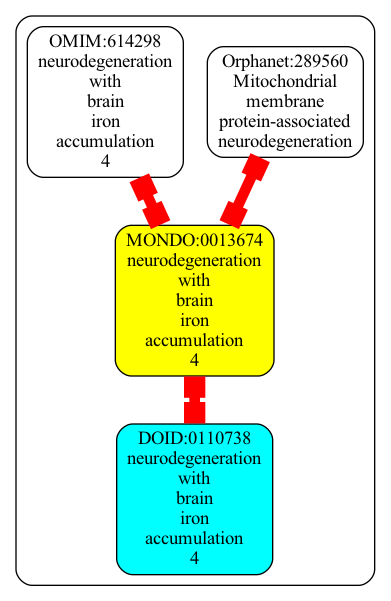 OMIM:614298
neurodegeneration
with
brain
iron
accumulation
4
Orphanet:289560
Mitochondrial
membrane
protein-associated
neurodegeneration
MONDO:0013674
neurodegeneration
with
brain
iron
accumulation
4
DOID:0110738
neurodegeneration
with
brain
iron
accumulation
4